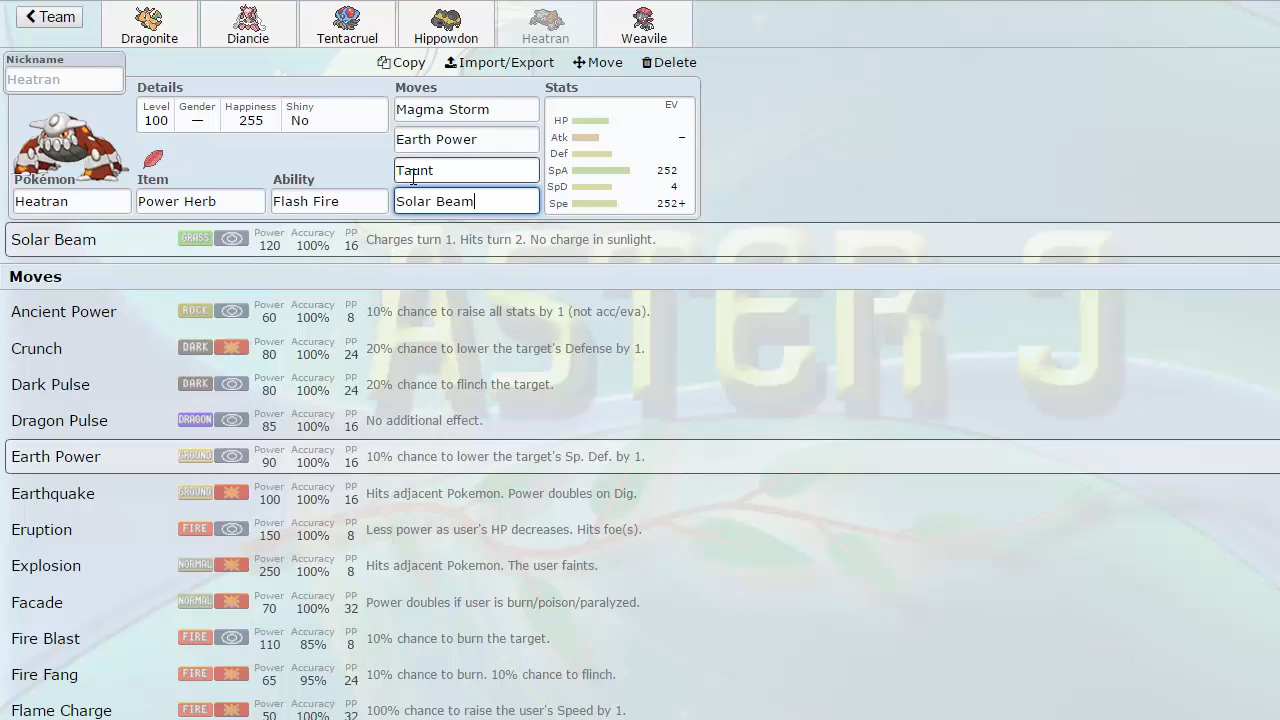 Team
Dragonite
Diancie
Tentacruel
Hippowdon
Heatran
Weavile
Copy
Import/Export
Move
Delete
Nickname
Heatran
Details
Level
100
Gender
—
Happiness
255
Shiny
No
Pokémon
Heatran
Item
Power Herb
Ability
Flash Fire
Moves
Magma Storm
Earth Power
Taunt
Solar Beam
Stats
EV
HP
Atk –
Def
SpA 252
SpD 4
Spe 252+
Solar Beam GRASS Power 120 Accuracy 100% PP 16 Charges turn 1. Hits turn 2. No charge in sunlight.
Moves
Ancient Power ROCK Power 60 Accuracy 100% PP 8 10% chance to raise all stats by 1 (not acc/eva).
Crunch DARK Power 80 Accuracy 100% PP 24 20% chance to lower the target's Defense by 1.
Dark Pulse DARK Power 80 Accuracy 100% PP 24 20% chance to flinch the target.
Dragon Pulse DRAGON Power 85 Accuracy 100% PP 16 No additional effect.
Earth Power GROUND Power 90 Accuracy 100% PP 16 10% chance to lower the target's Sp. Def. by 1.
Earthquake GROUND Power 100 Accuracy 100% PP 16 Hits adjacent Pokemon. Power doubles on Dig.
Eruption FIRE Power 150 Accuracy 100% PP 8 Less power as user's HP decreases. Hits foe(s).
Explosion NORMAL Power 250 Accuracy 100% PP 8 Hits adjacent Pokemon. The user faints.
Facade NORMAL Power 70 Accuracy 100% PP 32 Power doubles if user is burn/poison/paralyzed.
Fire Blast FIRE Power 110 Accuracy 85% PP 8 10% chance to burn the target.
Fire Fang FIRE Power 65 Accuracy 95% PP 24 10% chance to burn. 10% chance to flinch.
Flame Charge FIRE Power 50 Accuracy 100% PP 32 100% chance to raise the user's Speed by 1.
ASTER J